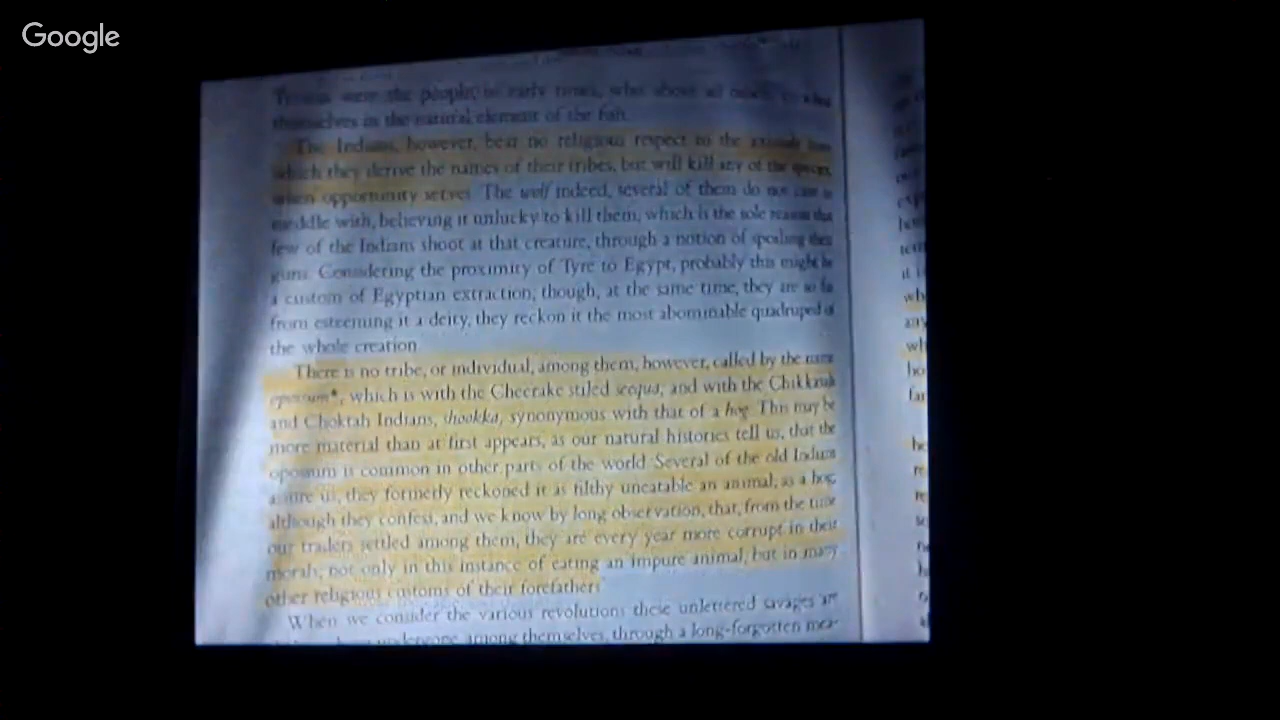 Google
were the people, in early times, who above all
themselves in the natural element of the fish.
The Indians, however, bear no religious respect to the animals from
which they derive the names of their tribes, but will kill any of the species,
when opportunity serves. The wolf indeed, several of them do not care to
meddle with, believing it unlucky to kill them; which is the sole reason that
few of the Indians shoot at that creature, through a notion of spoiling their
guns. Considering the proximity of Tyre to Egypt, probably this might be
a custom of Egyptian extraction; though, at the same time, they are so far
from esteeming it a deity, they reckon it the most abominable quadruped of
the whole creation.
There is no tribe, or individual, among them, however, called by the name
opossum*, which is with the Cheerake stiled seequa; and with the Chikkasah
and Choktah Indians, shookka, synonymous with that of a hog. This may be
more material than at first appears, as our natural histories tell us, that the
opossum is common in other parts of the world. Several of the old Indians
assure us, they formerly reckoned it as filthy uneatable an animal, as a hog;
although they confess, and we know by long observation, that, from the time
our traders settled among them, they are every year more corrupt in their
morals; not only in this instance of eating an impure animal, but in many
other religious customs of their forefathers.
When we consider the various revolutions these unlettered savages are
undergone among themselves, through a long-forgotten